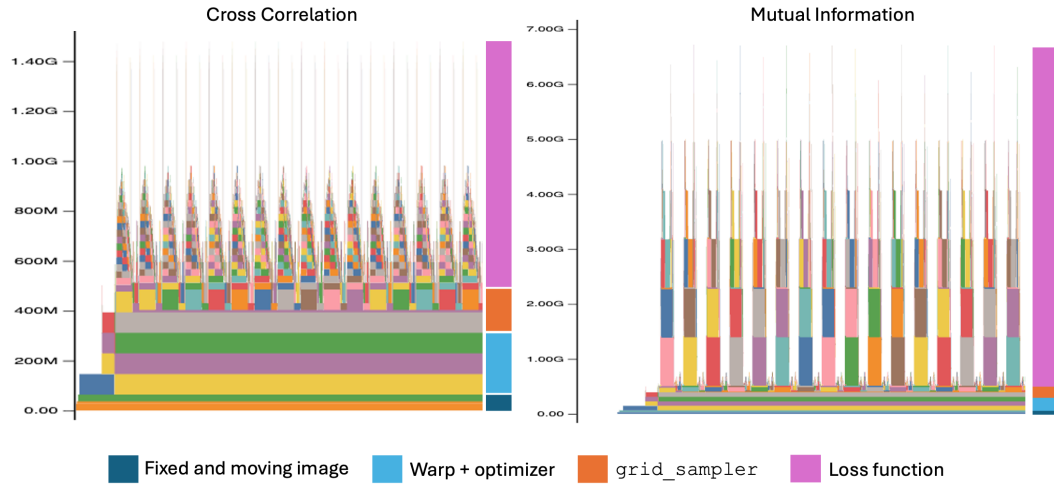 Cross Correlation
Mutual Information
1.40G
1.20G
1.00G
800M
600M
400M
200M
0.00
7.00G
6.00G
5.00G
4.00G
3.00G
2.00G
1.00G
0.00
Fixed and moving image
Warp + optimizer
grid_sampler
Loss function